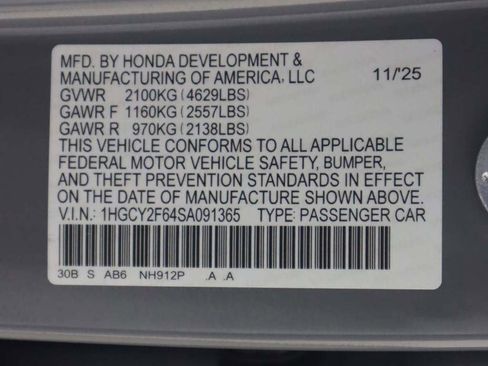 MFD. BY HONDA DEVELOPMENT &
MANUFACTURING OF AMERICA, LLC 11/'25
GVWR 2100KG(4629LBS)
GAWR F 1160KG(2557LBS)
GAWR R 970KG(2138LBS)
THIS VEHICLE CONFORMS TO ALL APPLICABLE
FEDERAL MOTOR VEHICLE SAFETY, BUMPER,
AND THEFT PREVENTION STANDARDS IN EFFECT
ON THE DATE OF MANUFACTURE SHOWN ABOVE.
V.I.N.: 1HGCY2F64SA091365 TYPE: PASSENGER CAR
30B S AB6 NH912P .A .A